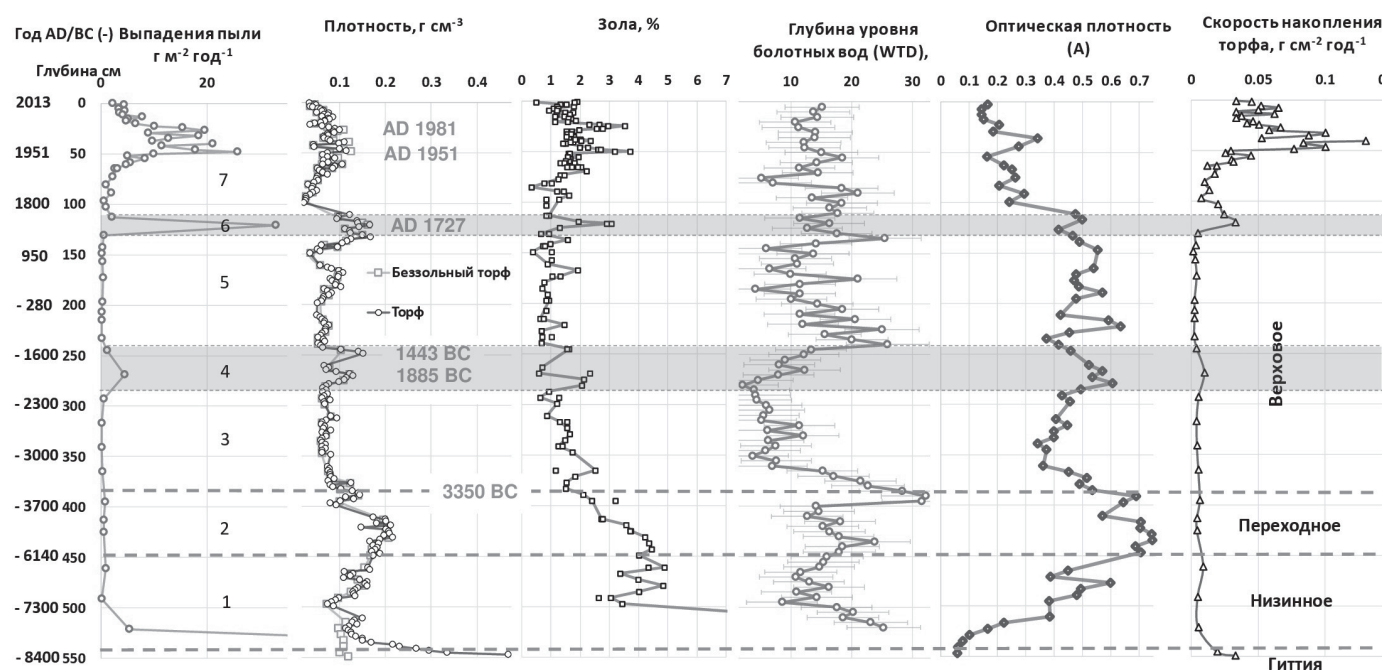 Год AD/BC (-) Выпадения пыли
г м-2 год-1
Глубина см
0 20
Плотность, г см-3
0 0.1 0.2 0.3 0.4
Зола, %
0 1 2 3 4 5 6 7
Глубина уровня
болотных вод (WTD),
10 20 30
Оптическая плотность
(А)
0 0.1 0.2 0.3 0.4 0.5 0.6 0.7
Скорость накопления
торфа, г см-2 год-1
0 0.05 0.1
2013 0
1951 50
1800 100
950 150
- 280 200
- 1600 250
- 2300 300
- 3000 350
- 3700 400
- 6140 450
- 7300 500
- 8400 550
7
6
5
4
3
2
1
AD 1981
AD 1951
AD 1727
Беззольный торф
Торф
1443 BC
1885 BC
3350 BC
Верховое
Переходное
Низинное
Гиттия